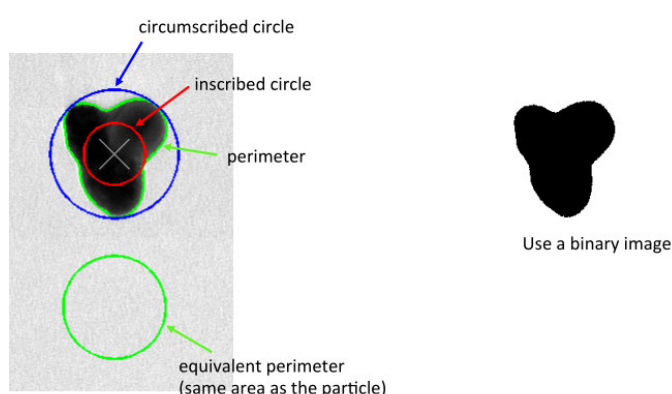 circumscribed circle
inscribed circle
perimeter
Use a binary image
equivalent perimeter
(same area as the particle)